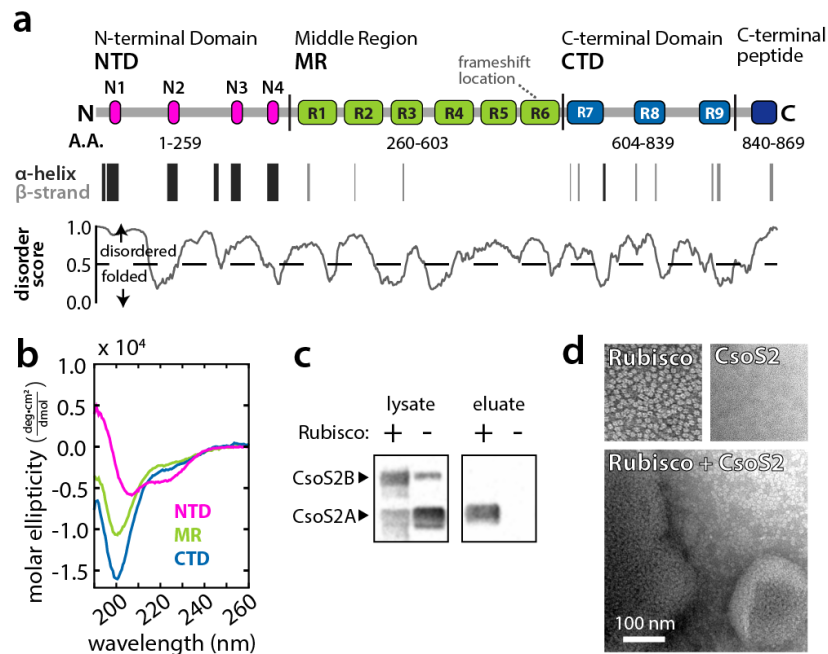 a
N-terminal Domain
NTD
Middle Region
MR
C-terminal Domain
CTD
C-terminal
peptide
frameshift
location
N1 N2 N3 N4
N R1 R2 R3 R4 R5 R6 R7 R8 R9 C
A.A. 1-259 260-603 604-839 840-869
α-helix
β-strand
disorder
score
1.0
0.5
0.0
disordered
folded
b
x 10⁴
molar ellipticity (deg•cm²/dmol)
1.0
0.5
0.0
-0.5
-1.0
-1.5
NTD
MR
CTD
200 220 240 260
wavelength (nm)
c
lysate eluate
Rubisco: + - + -
CsoS2B
CsoS2A
d
Rubisco CsoS2
Rubisco + CsoS2
100 nm